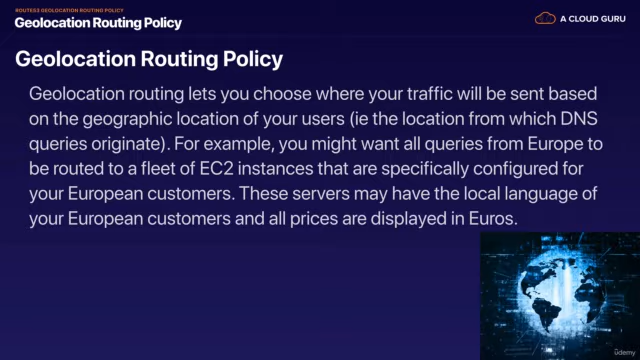 ROUTE53 GEOLOCATION ROUTING POLICY
Geolocation Routing Policy
A CLOUD GURU
Geolocation Routing Policy
Geolocation routing lets you choose where your traffic will be sent based
on the geographic location of your users (ie the location from which DNS
queries originate). For example, you might want all queries from Europe to
be routed to a fleet of EC2 instances that are specifically configured for
your European customers. These servers may have the local language of
your European customers and all prices are displayed in Euros.
udemy